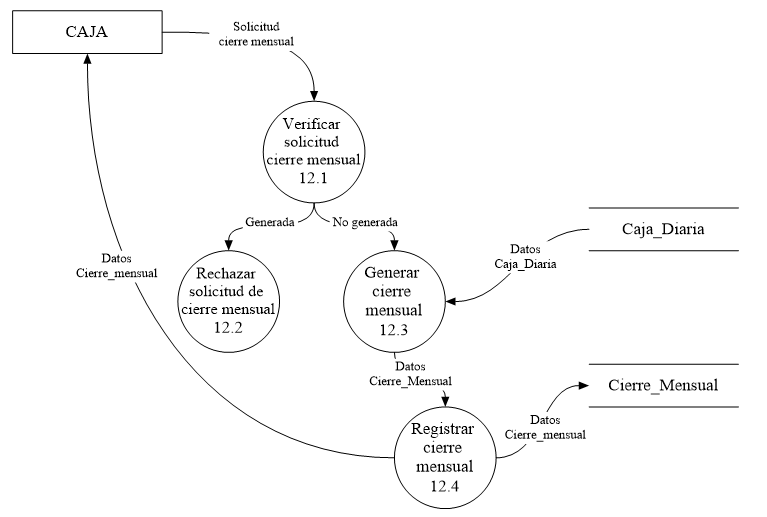 CAJA
Solicitud
cierre mensual
Verificar
solicitud
cierre mensual
12.1
Generada
No generada
Caja_Diaria
Datos
Caja_Diaria
Datos
Cierre_mensual
Rechazar
solicitud de
cierre mensual
12.2
Generar
cierre
mensual
12.3
Datos
Cierre_Mensual
Cierre_Mensual
Datos
Cierre_mensual
Registrar
cierre
mensual
12.4